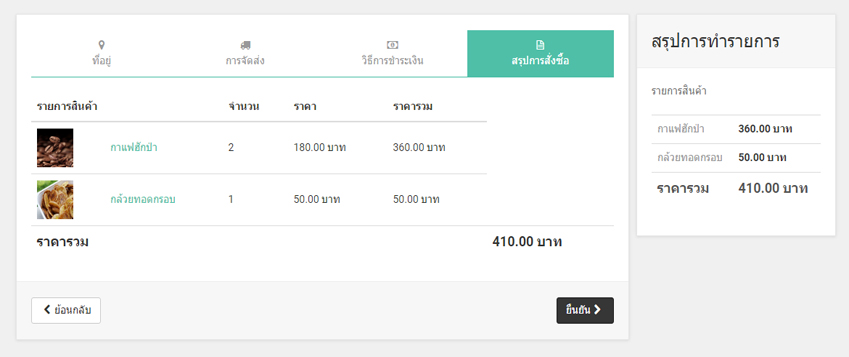 ที่อยู่ การจัดส่ง วิธีการชำระเงิน สรุปการสั่งซื้อ
รายการสินค้า จำนวน ราคา ราคารวม
กาแฟฮักป่า 2 180.00 บาท 360.00 บาท
กล้วยทอดกรอบ 1 50.00 บาท 50.00 บาท
ราคารวม 410.00 บาท
ย้อนกลับ ยืนยัน
สรุปการทำรายการ
รายการสินค้า
กาแฟฮักป่า 360.00 บาท
กล้วยทอดกรอบ 50.00 บาท
ราคารวม 410.00 บาท